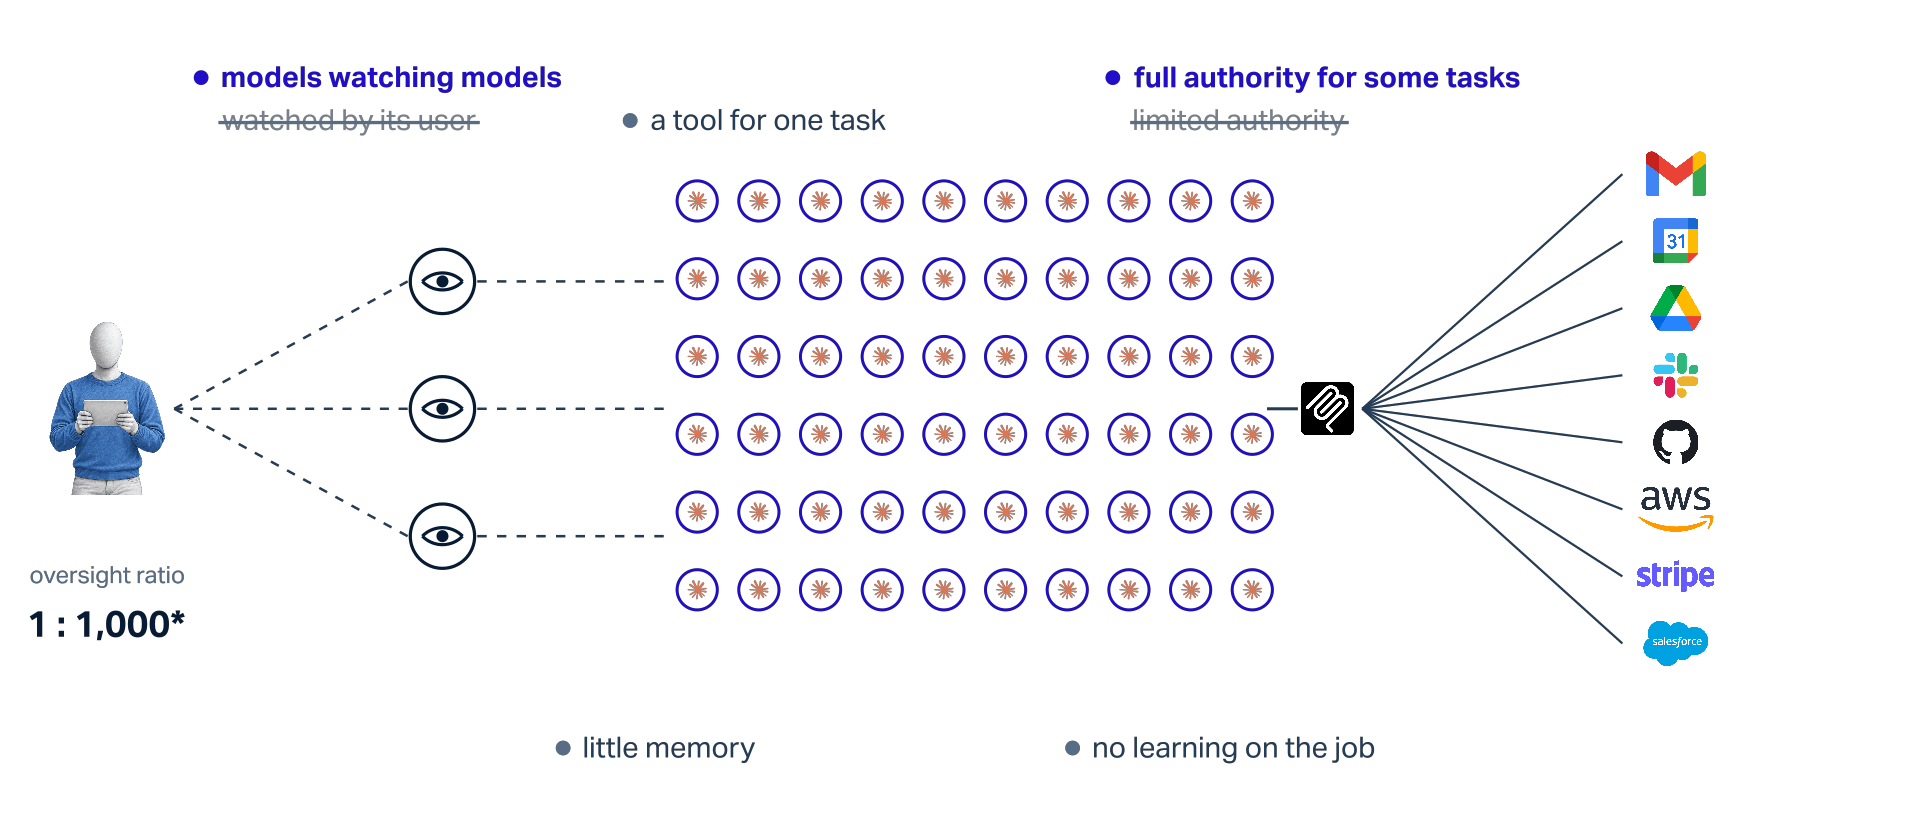 models watching models
watched by its user
a tool for one task
full authority for some tasks
limited authority
31
aws
stripe
salesforce
oversight ratio
1 : 1,000*
little memory
no learning on the job